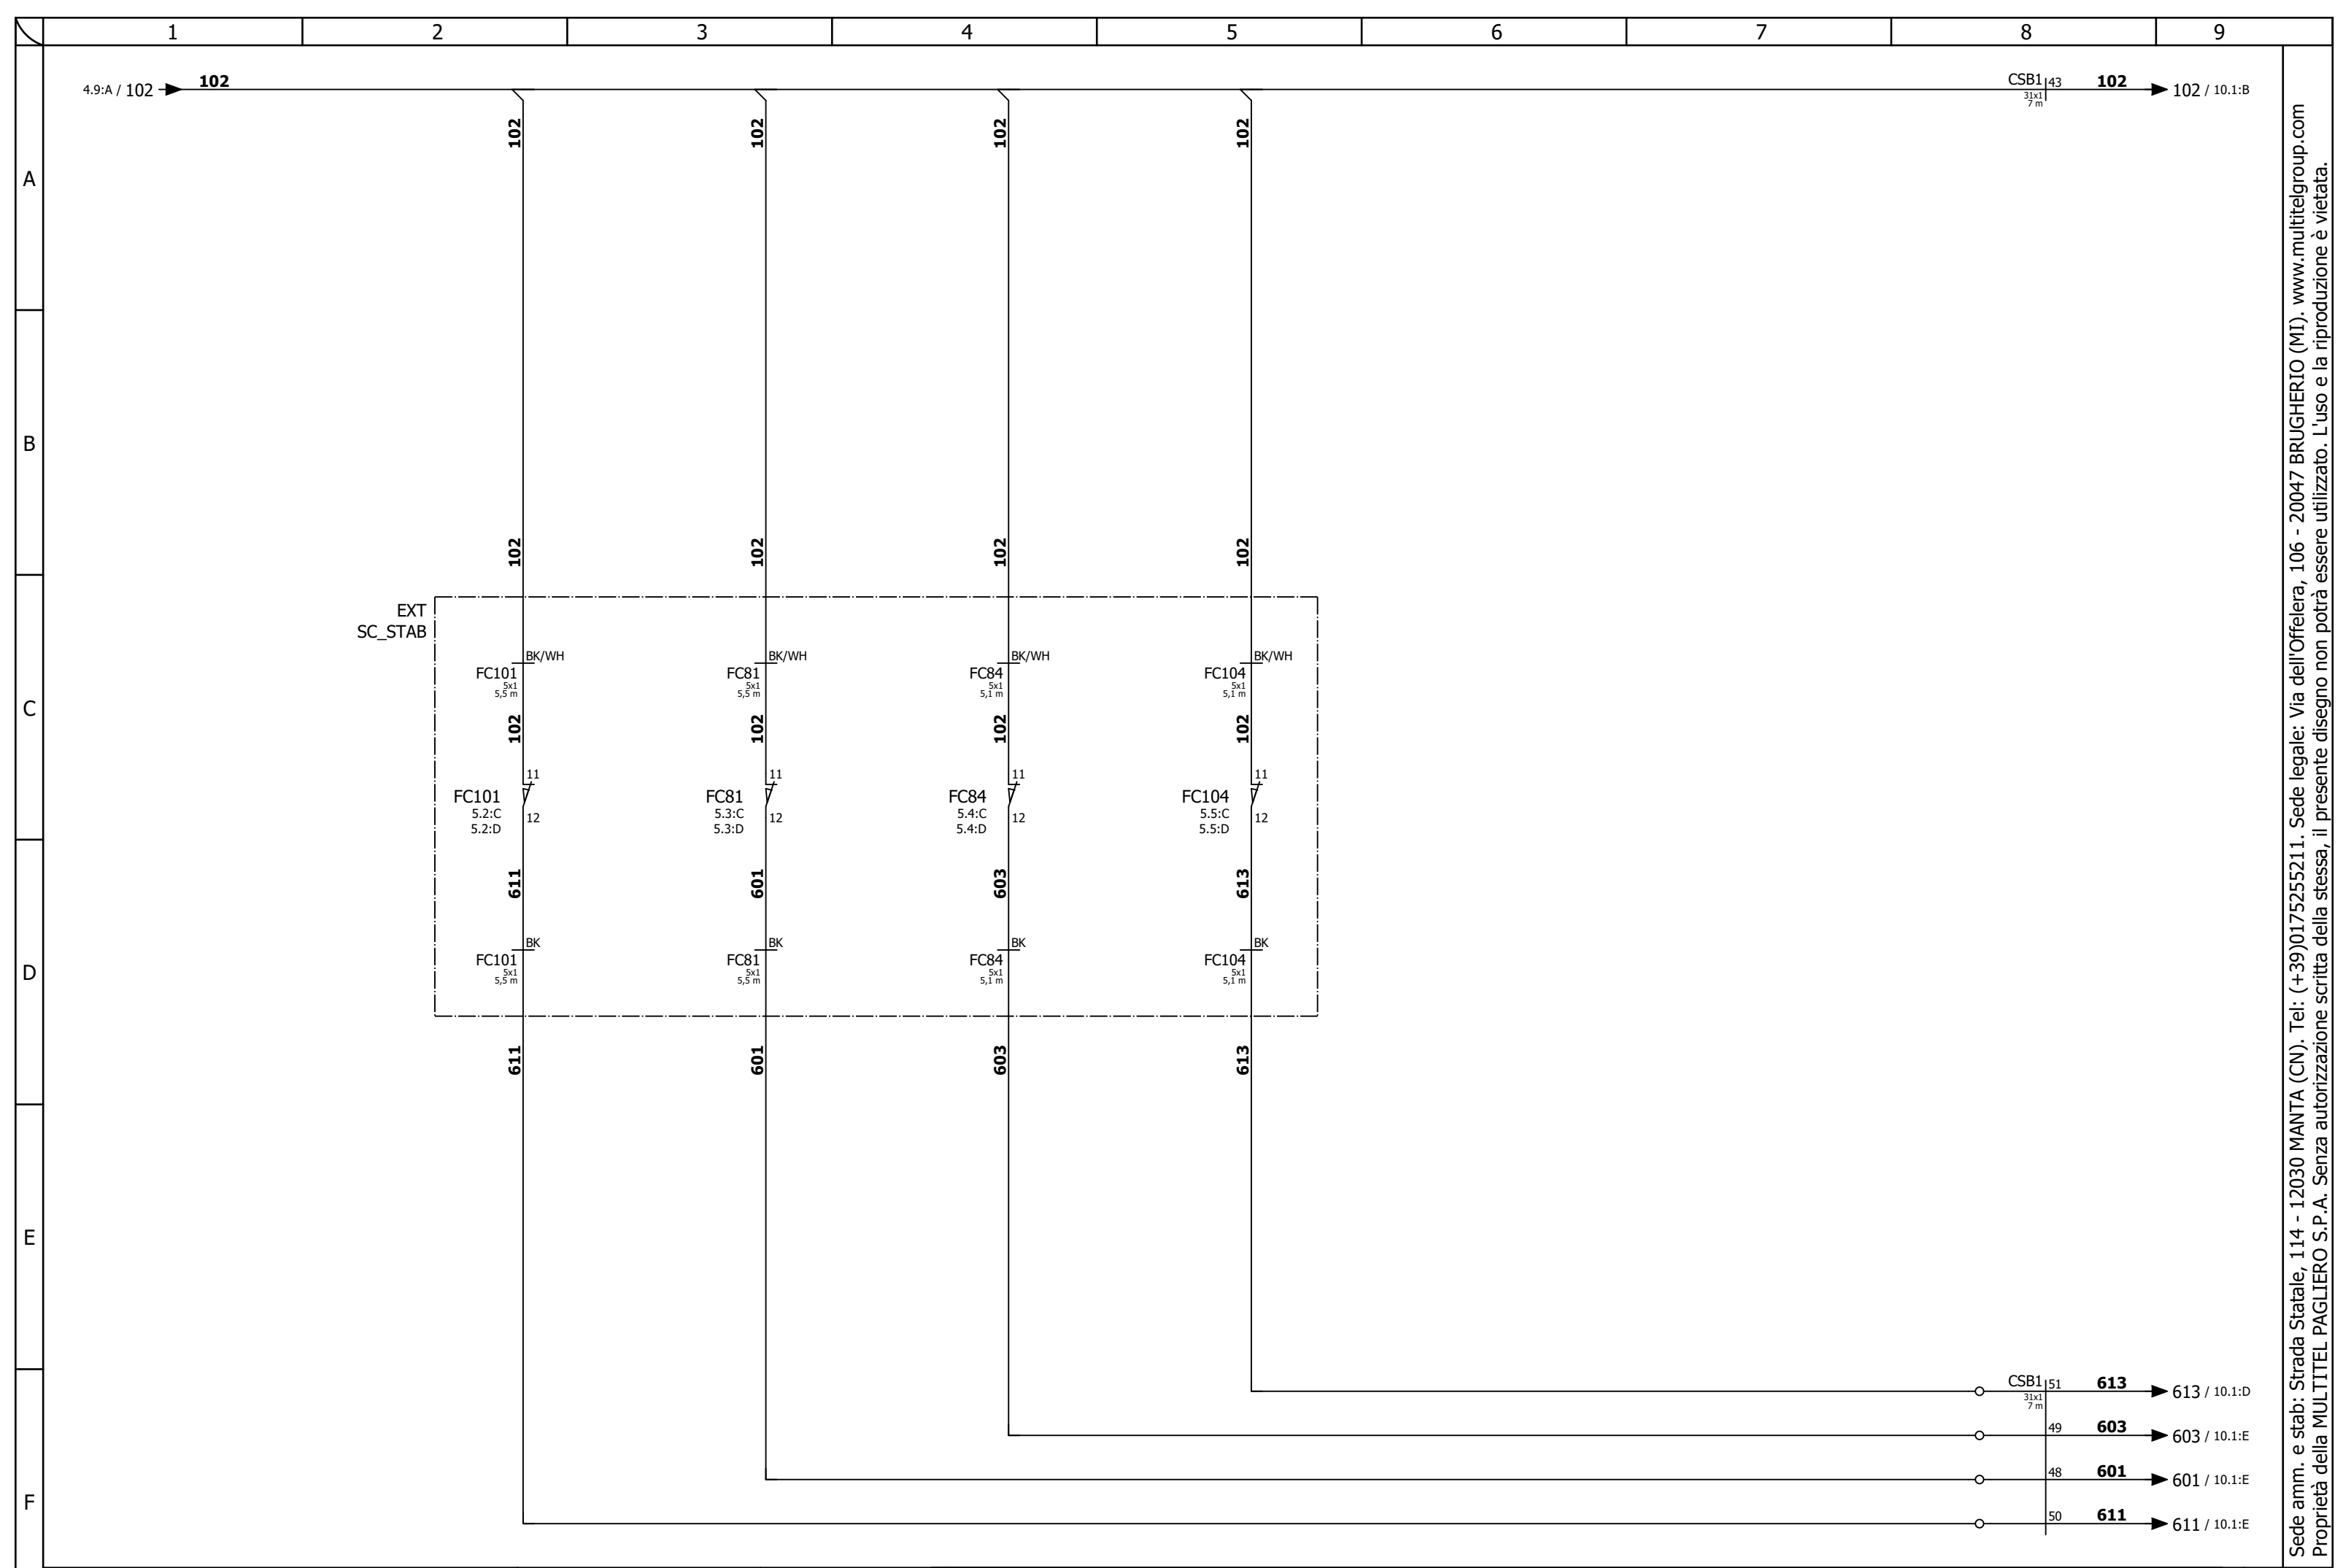 1 2 3 4 5 6 7 8 9
4.9:A / 102 102 CSB1 43 102 102 / 10.1:B
31x1
7 m
102 102 102 102
A
B
102 102 102 102
EXT
SC_STAB
BK/WH BK/WH BK/WH BK/WH
FC101 FC81 FC84 FC104
5x1 5x1 5x1 5x1
5,5 m 5,5 m 5,1 m 5,1 m
C
102 102 102 102
11 11 11 11
FC101 FC81 FC84 FC104
5.2:C 5.3:C 5.4:C 5.5:C
12 12 12 12
5.2:D 5.3:D 5.4:D 5.5:D
611 601 603 613
BK BK BK BK
FC101 FC81 FC84 FC104
5x1 5x1 5x1 5x1
5,5 m 5,5 m 5,1 m 5,1 m
D
611 601 603 613
E
CSB1 51 613 613 / 10.1:D
31x1
7 m
49 603 603 / 10.1:E
48 601 601 / 10.1:E
F
50 611 611 / 10.1:E
Sede amm. e stab: Strada Statale, 114 - 12030 MANTA (CN). Tel: (+39)0175255211. Sede legale: Via dell'Offelera, 106 - 20047 BRUGHERIO (MI). www.multitelgroup.com
Proprietà della MULTITEL PAGLIERO S.P.A. Senza autorizzazione scritta della stessa, il presente disegno non potrà essere utilizzato. L'uso e la riproduzione è vietata.